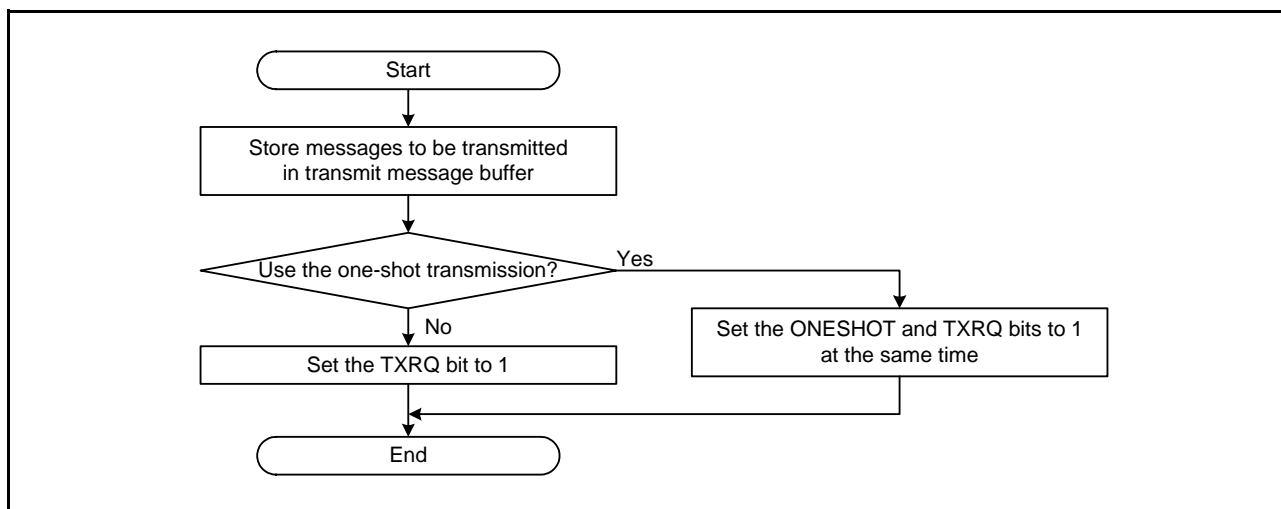 Start
Store messages to be transmitted
in transmit message buffer
Use the one-shot transmission?
Yes
No
Set the ONESHOT and TXRQ bits to 1
at the same time
Set the TXRQ bit to 1
End